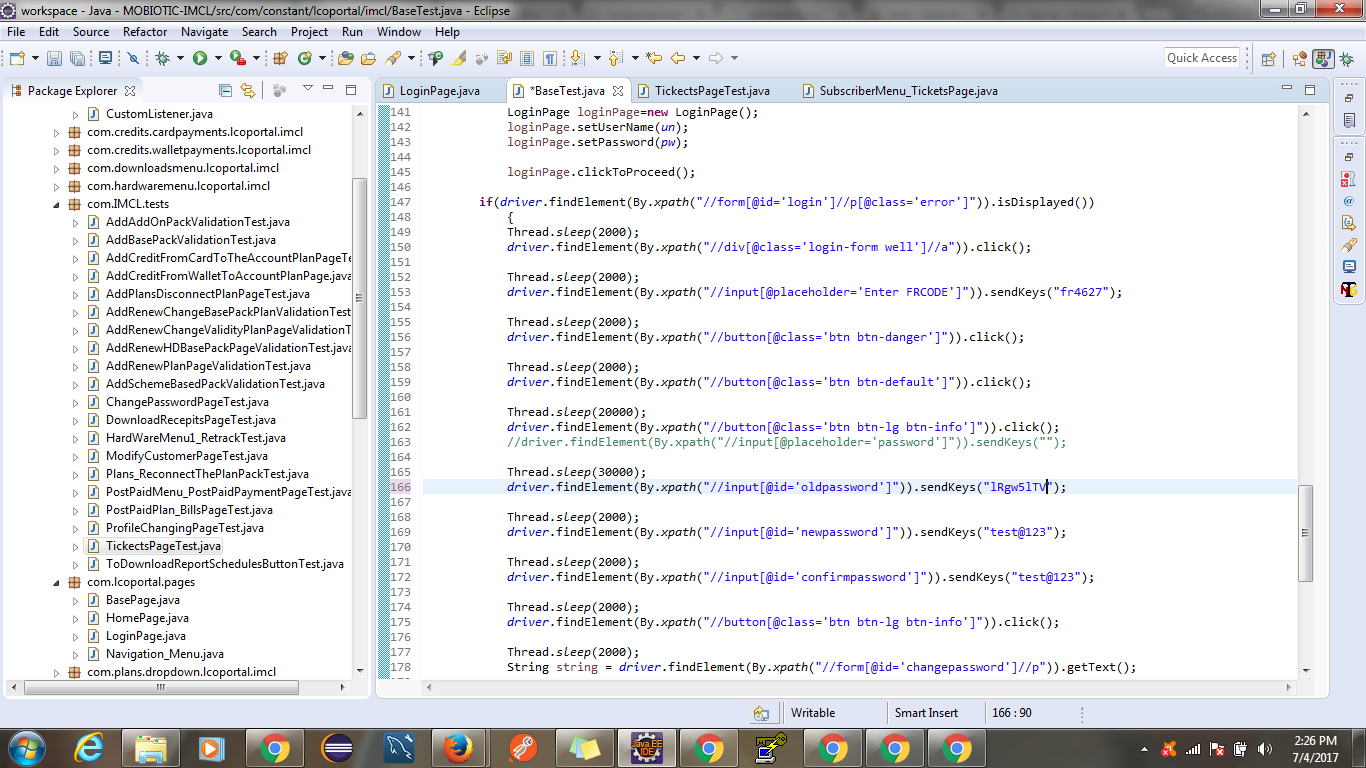 workspace - Java - MOBIOTIC-IMCL/src/com/constant/lcoportal/imcl/BaseTest.java - Eclipse
File Edit Source Refactor Navigate Search Project Run Window Help
Quick Access
Package Explorer
CustomListener.java
com.credits.cardpayments.lcoportal.imcl
com.credits.walletpayments.lcoportal.imcl
com.downloadsmenu.lcoportal.imcl
com.hardwaremenu.lcoportal.imcl
com.IMCL.tests
AddAddOnPackValidationTest.java
AddBasePackValidationTest.java
AddCreditFromCardToTheAccountPlanPageTe
AddCreditFromWalletToAccountPlanPage.java
AddPlansDisconnectPlanPageTest.java
AddRenewChangeBasePackPlanValidationTest
AddRenewChangeValidityPlanPageValidationT
AddRenewHDBasePackPageValidationTest.java
AddRenewPlanPageValidationTest.java
AddSchemeBasedPackValidationTest.java
ChangePasswordPageTest.java
DownloadRecepitsPageTest.java
HardWareMenu1_RetrackTest.java
ModifyCustomerPageTest.java
Plans_ReconnectThePlanPackTest.java
PostPaidMenu_PostPaidPaymentPageTest.java
PostPaidPlan_BillsPageTest.java
ProfileChangingPageTest.java
TickectsPageTest.java
ToDownloadReportSchedulesButtonTest.java
com.lcoportal.pages
BasePage.java
HomePage.java
LoginPage.java
Navigation_Menu.java
com.plans.dropdown.lcoportal.imcl
LoginPage.java *BaseTest.java TickectsPageTest.java SubscriberMenu_TicketsPage.java
141 LoginPage loginPage=new LoginPage();
142 loginPage.setUserName(un);
143 loginPage.setPassword(pw);
144
145 loginPage.clickToProceed();
146
147 if(driver.findElement(By.xpath("//form[@id='login']//p[@class='error']")).isDisplayed())
148 {
149 Thread.sleep(2000);
150 driver.findElement(By.xpath("//div[@class='login-form well']//a")).click();
151
152 Thread.sleep(2000);
153 driver.findElement(By.xpath("//input[@placeholder='Enter FRCODE']")).sendKeys("fr4627");
154
155 Thread.sleep(2000);
156 driver.findElement(By.xpath("//button[@class='btn btn-danger']")).click();
157
158 Thread.sleep(2000);
159 driver.findElement(By.xpath("//button[@class='btn btn-default']")).click();
160
161 Thread.sleep(20000);
162 driver.findElement(By.xpath("//button[@class='btn btn-lg btn-info']")).click();
163 //driver.findElement(By.xpath("//input[@placeholder='password']")).sendKeys("");
164
165 Thread.sleep(30000);
166 driver.findElement(By.xpath("//input[@id='oldpassword']")).sendKeys("lRgw5lTV");
167
168 Thread.sleep(2000);
169 driver.findElement(By.xpath("//input[@id='newpassword']")).sendKeys("test@123");
170
171 Thread.sleep(2000);
172 driver.findElement(By.xpath("//input[@id='confirmpassword']")).sendKeys("test@123");
173
174 Thread.sleep(2000);
175 driver.findElement(By.xpath("//button[@class='btn btn-lg btn-info']")).click();
176
177 Thread.sleep(2000);
178 String string = driver.findElement(By.xpath("//form[@id='changepassword']//p")).getText();
Writable Smart Insert 166 : 90
2:26 PM
7/4/2017